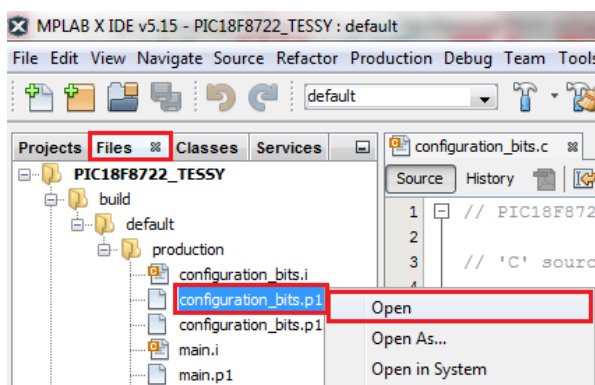 MPLAB X IDE v5.15 - PIC18F8722_TESSY : default
File Edit View Navigate Source Refactor Production Debug Team Tools
default
Projects Files Classes Services
configuration_bits.c
PIC18F8722_TESSY
Source History
build
1 // PIC18F872
default
2
production
3 // 'C' sourc
configuration_bits.i
configuration_bits.p1
Open
configuration_bits.p1
Open As...
main.i
main.p1
Open in System